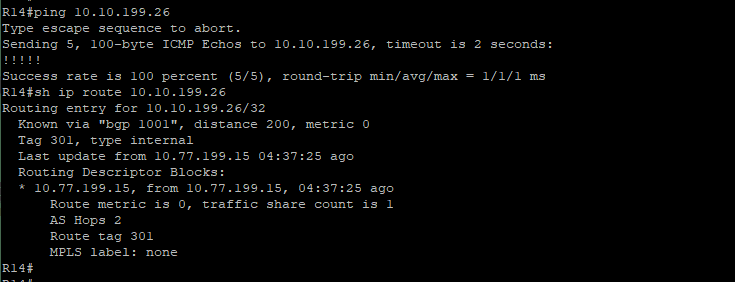 R14#ping 10.10.199.26
Type escape sequence to abort.
Sending 5, 100-byte ICMP Echos to 10.10.199.26, timeout is 2 seconds:
!!!!!
Success rate is 100 percent (5/5), round-trip min/avg/max = 1/1/1 ms
R14#sh ip route 10.10.199.26
Routing entry for 10.10.199.26/32
  Known via "bgp 1001", distance 200, metric 0
  Tag 301, type internal
  Last update from 10.77.199.15 04:37:25 ago
  Routing Descriptor Blocks:
  * 10.77.199.15, from 10.77.199.15, 04:37:25 ago
      Route metric is 0, traffic share count is 1
      AS Hops 2
      Route tag 301
      MPLS label: none
R14#
R14#